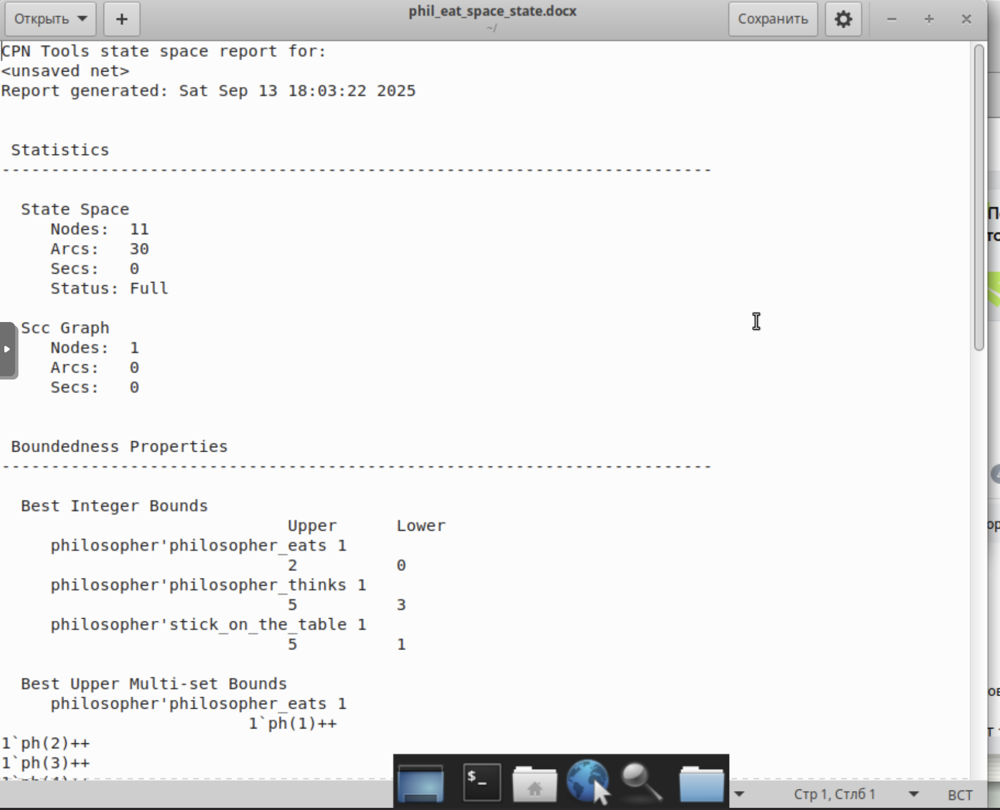 Открыть
phil_eat_space_state.docx
~/
Сохранить
CPN Tools state space report for:
<unsaved net>
Report generated: Sat Sep 13 18:03:22 2025
Statistics
------------------------------------------------------------------------
State Space
Nodes:  11
Arcs:   30
Secs:   0
Status: Full
Scc Graph
Nodes:  1
Arcs:   0
Secs:   0
Boundedness Properties
------------------------------------------------------------------------
Best Integer Bounds
Upper      Lower
philosopher'philosopher_eats 1
2          0
philosopher'philosopher_thinks 1
5          3
philosopher'stick_on_the_table 1
5          1
Best Upper Multi-set Bounds
philosopher'philosopher_eats 1
1`ph(1)++
1`ph(2)++
1`ph(3)++
$_
Стр 1, Стлб 1
ВСТ